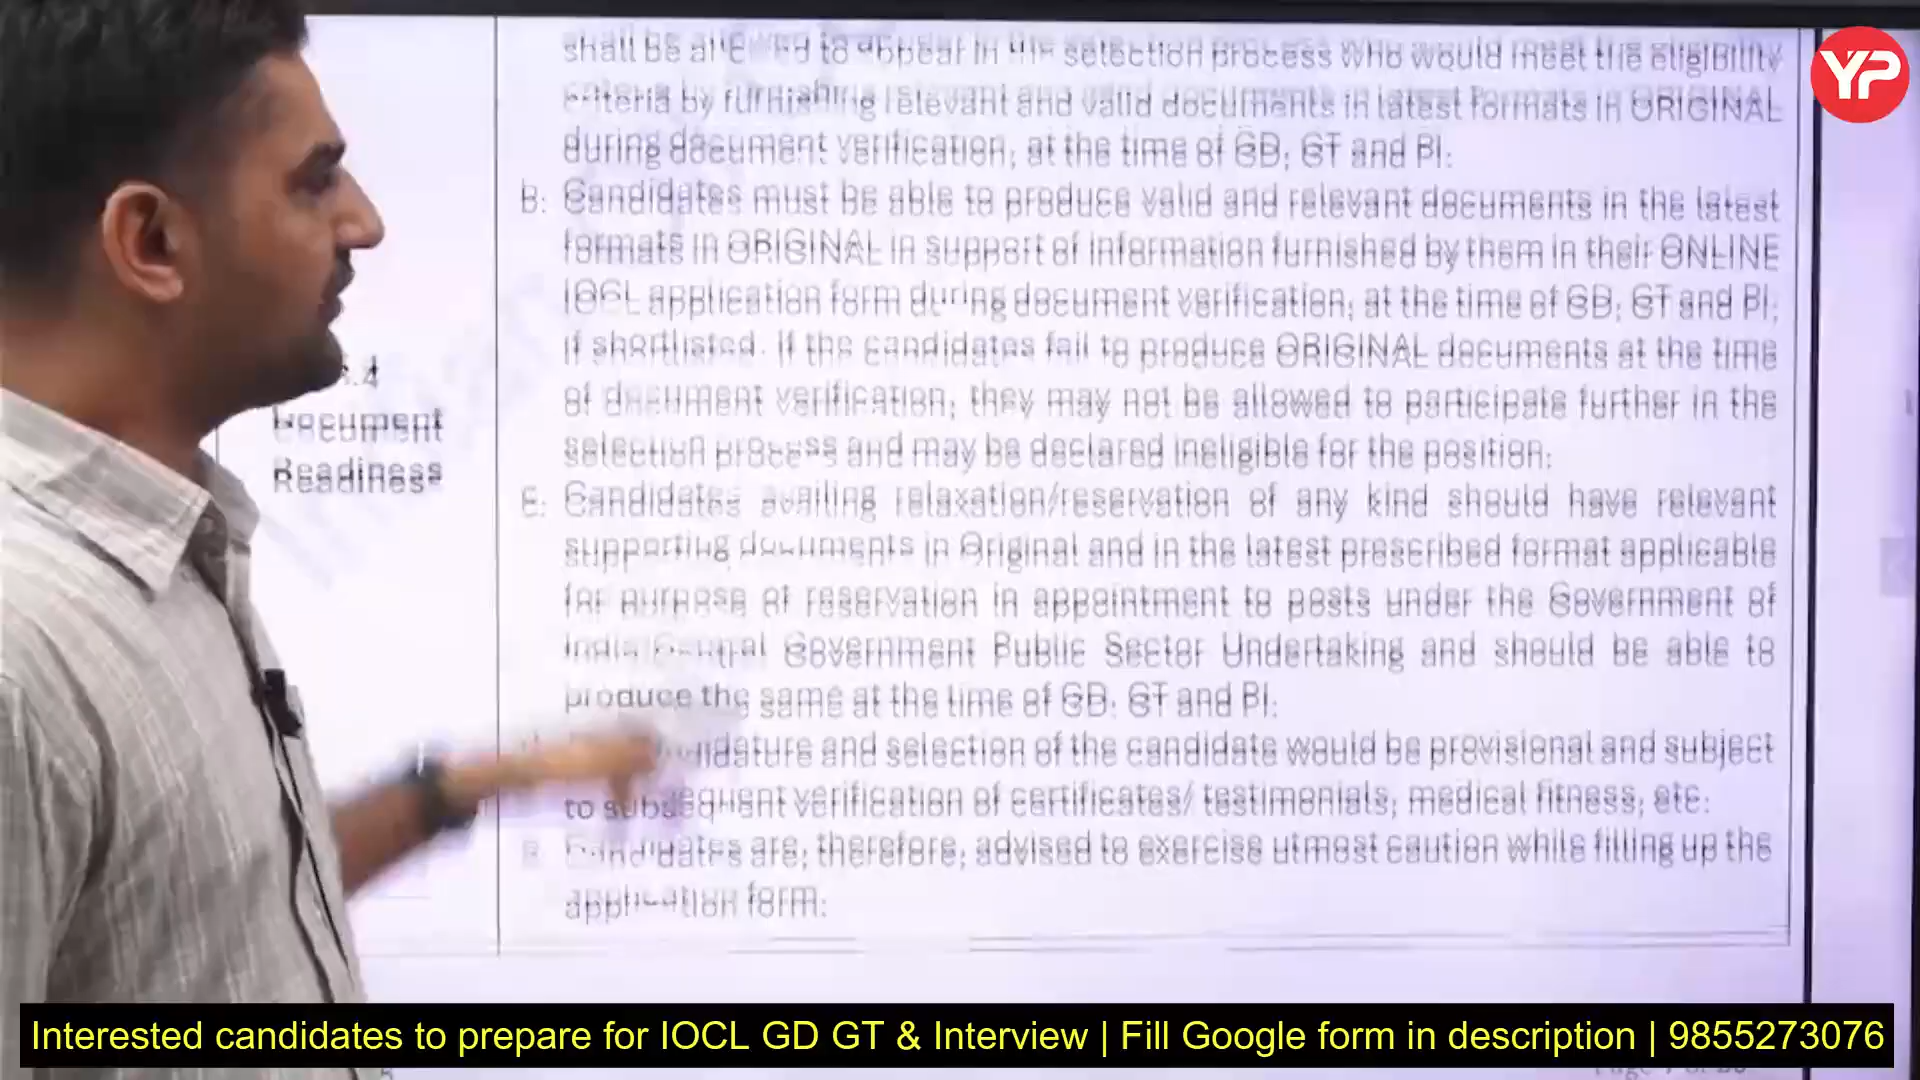 YP
shall be allowed to appear in the selection process who would meet the eligibility
criteria by furnishing relevant and valid documents in latest formats in ORIGINAL
during document verification, at the time of GD, GT and PI.
b. Candidates must be able to produce valid and relevant documents in the latest
formats in ORIGINAL in support of information furnished by them in their ONLINE
IOCL application form during document verification, at the time of GD, GT and PI,
if shortlisted. If the candidates fail to produce ORIGINAL documents at the time
of document verification, they may not be allowed to participate further in the
selection process and may be declared ineligible for the position.
.4
Document
Readiness
c. Candidates availing relaxation/reservation of any kind should have relevant
supporting documents in Original and in the latest prescribed format applicable
for purpose of reservation in appointment to posts under the Government of
India Central Government Public Sector Undertaking and should be able to
produce the same at the time of GD, GT and PI.
and selection of the candidate would be provisional and subject
to subsequent verification of certificates/ testimonials, medical fitness, etc.
e. Candidates are, therefore, advised to exercise utmost caution while filling up the
application form.
Interested candidates to prepare for IOCL GD GT & Interview | Fill Google form in description | 9855273076